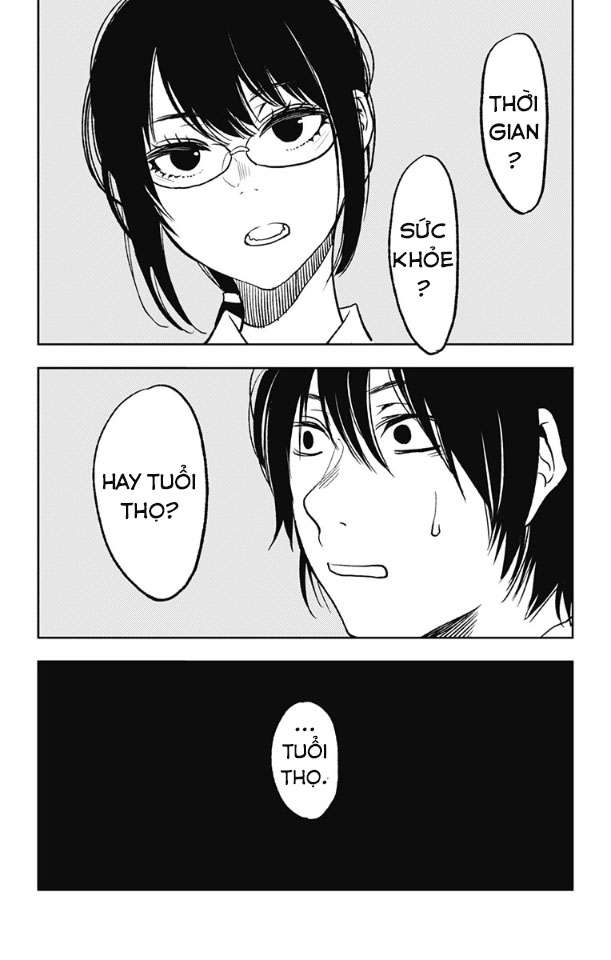 THỜI
GIAN
?
SỨC
KHỎE
?
HAY TUỔI
THỌ?
...
TUỔI
THỌ.